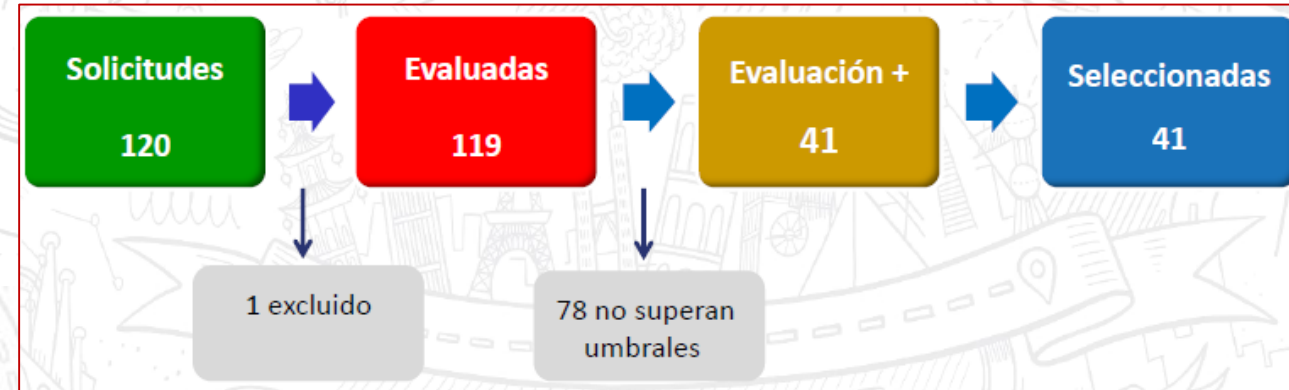 Solicitudes
120
Evaluadas
119
Evaluación +
41
Seleccionadas
41
1 excluido
78 no superan
umbrales